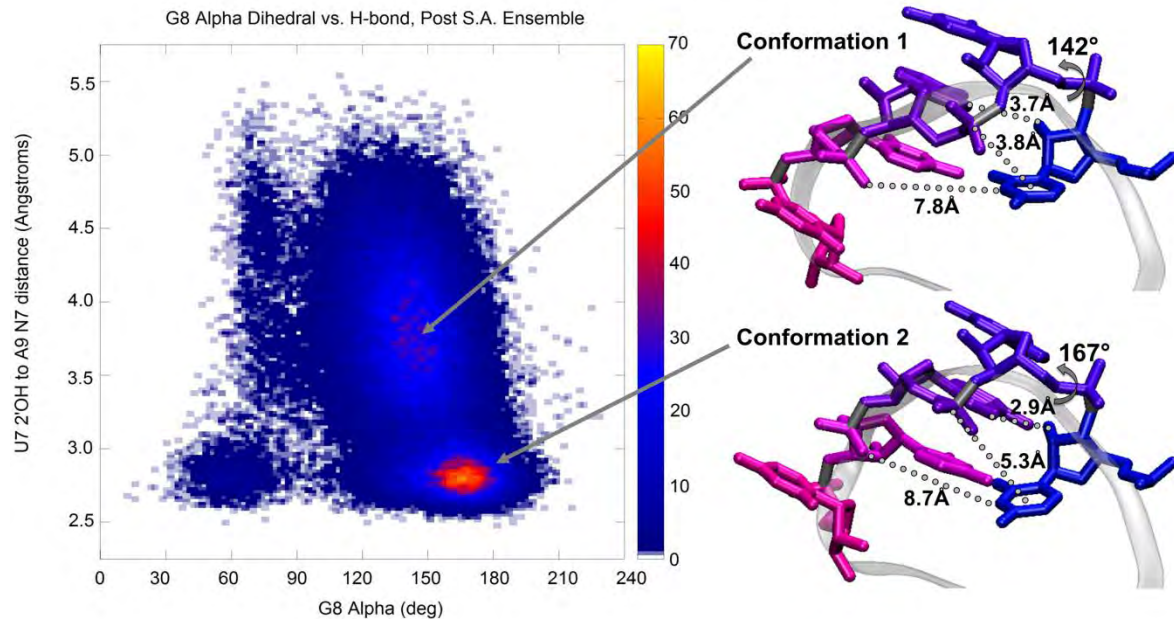 G8 Alpha Dihedral vs. H-bond, Post S.A. Ensemble
U7 2'OH to A9 N7 distance (Angstroms)
5.5
5.0
4.5
4.0
3.5
3.0
2.5
0
30
60
90
120
150
180
210
240
G8 Alpha (deg)
70
60
50
40
30
20
10
0
Conformation 1
142°
3.7Å
3.8Å
7.8Å
Conformation 2
167°
2.9Å
5.3Å
8.7Å